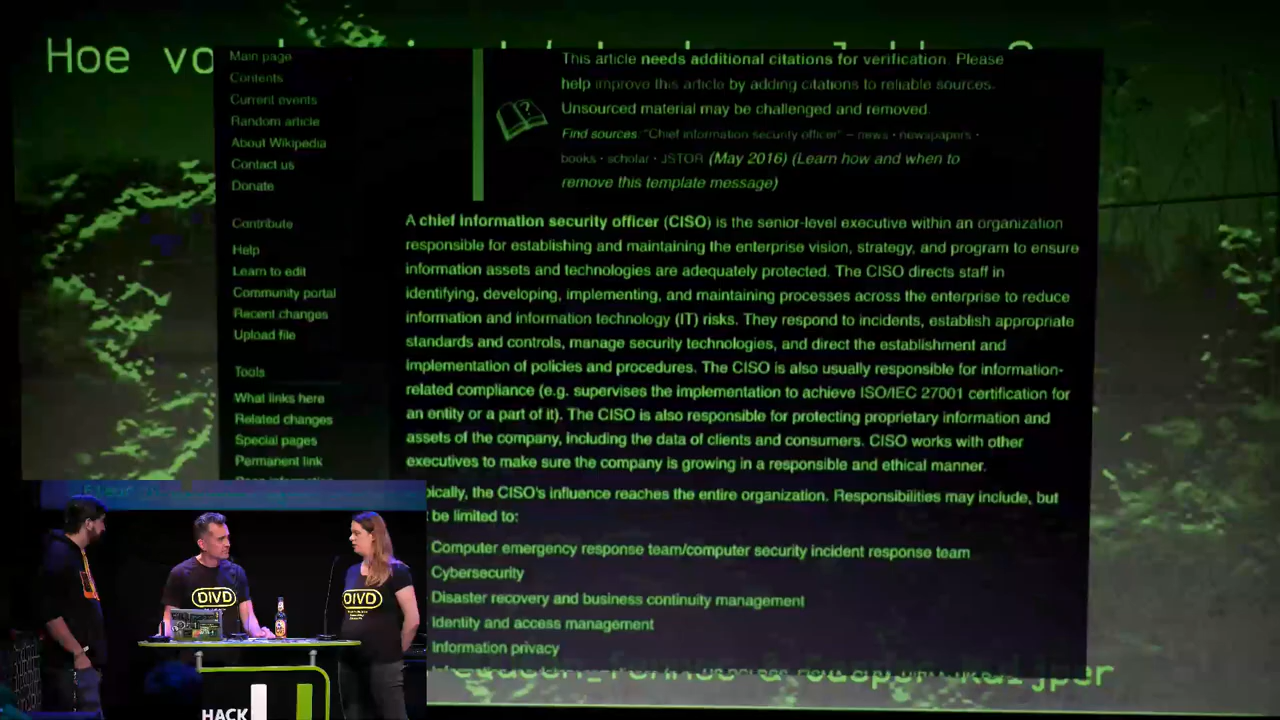 Hoe vo
Main page
Contents
Current events
Random article
About Wikipedia
Contact us
Donate
Contribute
Help
Learn to edit
Community portal
Recent changes
Upload file
Tools
What links here
Related changes
Special pages
Permanent link
This article needs additional citations for verification. Please
help improve this article by adding citations to reliable sources.
Unsourced material may be challenged and removed.
Find sources: "Chief information security officer" – news · newspapers ·
books · scholar · JSTOR (May 2016) (Learn how and when to
remove this template message)
A chief information security officer (CISO) is the senior-level executive within an organization
responsible for establishing and maintaining the enterprise vision, strategy, and program to ensure
information assets and technologies are adequately protected. The CISO directs staff in
identifying, developing, implementing, and maintaining processes across the enterprise to reduce
information and information technology (IT) risks. They respond to incidents, establish appropriate
standards and controls, manage security technologies, and direct the establishment and
implementation of policies and procedures. The CISO is also usually responsible for information-
related compliance (e.g. supervises the implementation to achieve ISO/IEC 27001 certification for
an entity or a part of it). The CISO is also responsible for protecting proprietary information and
assets of the company, including the data of clients and consumers. CISO works with other
executives to make sure the company is growing in a responsible and ethical manner.
pically, the CISO's influence reaches the entire organization. Responsibilities may include, but
be limited to:
Computer emergency response team/computer security incident response team
Cybersecurity
Disaster recovery and business continuity management
Identity and access management
Information privacy
DIVD
DIVD
HACK